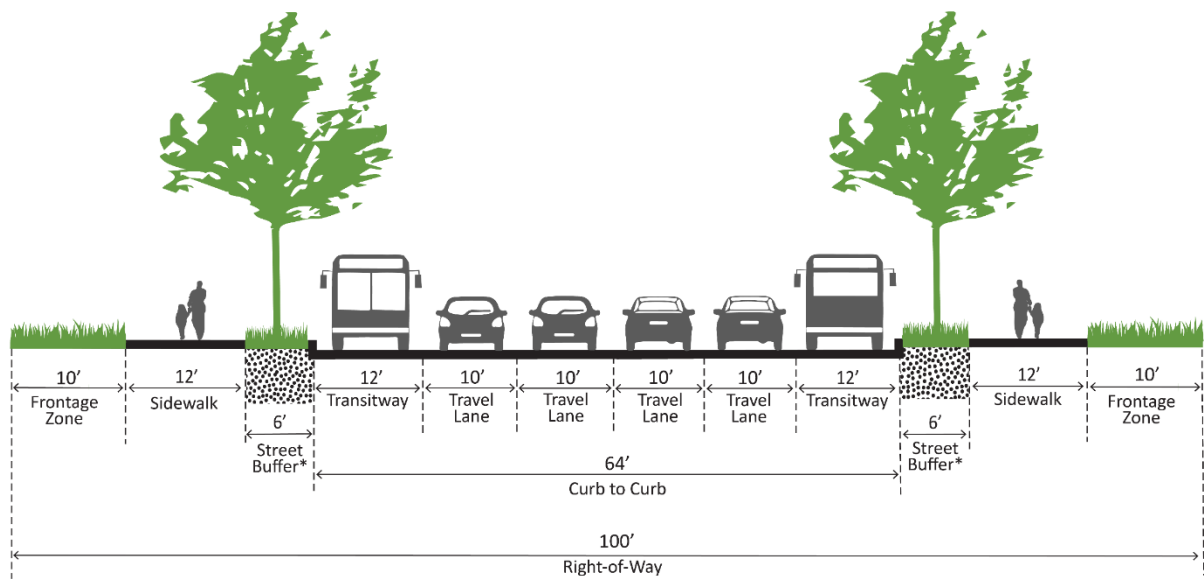 10’ 12’ 12’ 10’ 10’ 10’ 10’ 12’ 12’ 10’
Frontage Zone
Sidewalk
Transitway
Travel Lane
Travel Lane
Travel Lane
Travel Lane
Transitway
Sidewalk
Frontage Zone
6’
Street Buffer*
6’
Street Buffer*
64’
Curb to Curb
100’
Right-of-Way